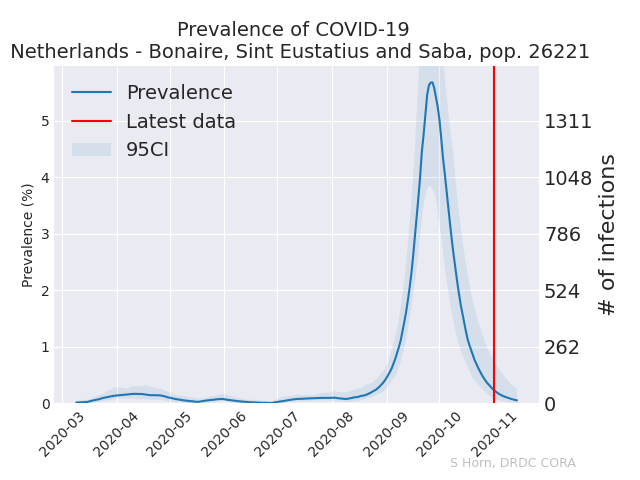 Prevalence of COVID-19
Netherlands - Bonaire, Sint Eustatius and Saba, pop. 26221
Prevalence
Latest data
95CI
Prevalence (%)
5
4
3
2
1
0
1311
1048
786
524
262
0
# of infections
2020-03
2020-04
2020-05
2020-06
2020-07
2020-08
2020-09
2020-10
2020-11
S Horn, DRDC CORA